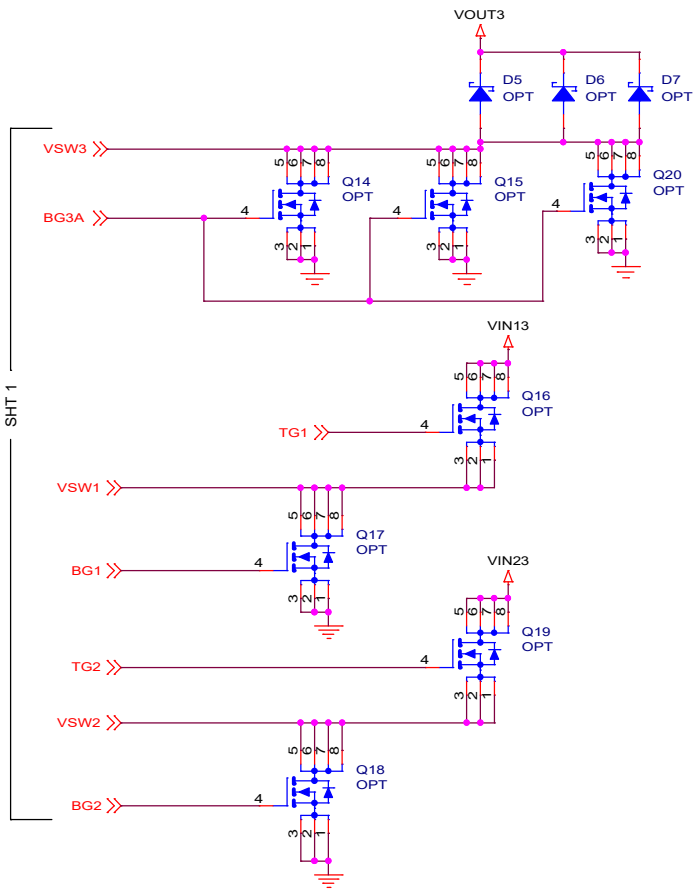 VOUT3
D5
OPT
D6
OPT
D7
OPT
VSW3
5
6
7
8
Q14
OPT
4
3
2
1
5
6
7
8
Q15
OPT
4
3
2
1
5
6
7
8
Q20
OPT
4
3
2
1
BG3A
SHT 1
VIN13
5
6
7
8
Q16
OPT
TG1
4
3
2
1
VSW1
5
6
7
8
Q17
OPT
BG1
4
3
2
1
VIN23
5
6
7
8
Q19
OPT
TG2
4
3
2
1
VSW2
5
6
7
8
Q18
OPT
BG2
4
3
2
1